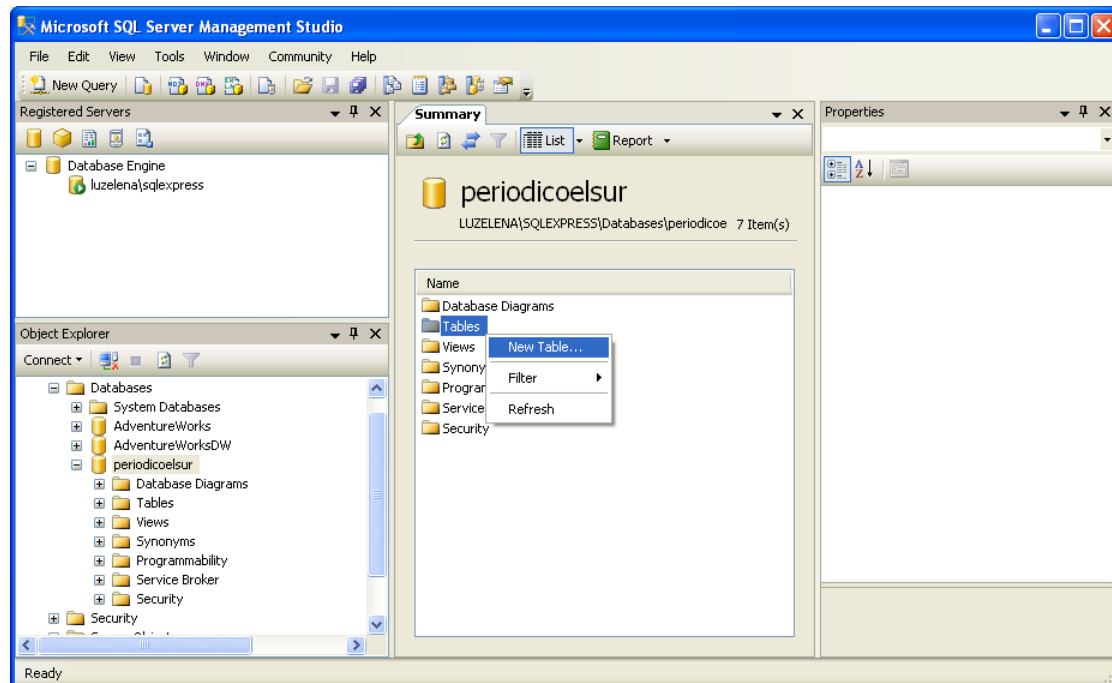 Microsoft SQL Server Management Studio
File Edit View Tools Window Community Help
New Query
Registered Servers
Database Engine
luzelena\sqlexpress
Object Explorer
Connect
Databases
System Databases
AdventureWorks
AdventureWorksDW
periodicoelsur
Database Diagrams
Tables
Views
Synonyms
Programmability
Service Broker
Security
Security
Summary
List Report
periodicoelsur
LUZELENA\SQLEXPRESS\Databases\periodicoe 7 Item(s)
Name
Database Diagrams
Tables
Views
Synony
Program
Service
Security
New Table...
Filter
Refresh
Properties
Ready